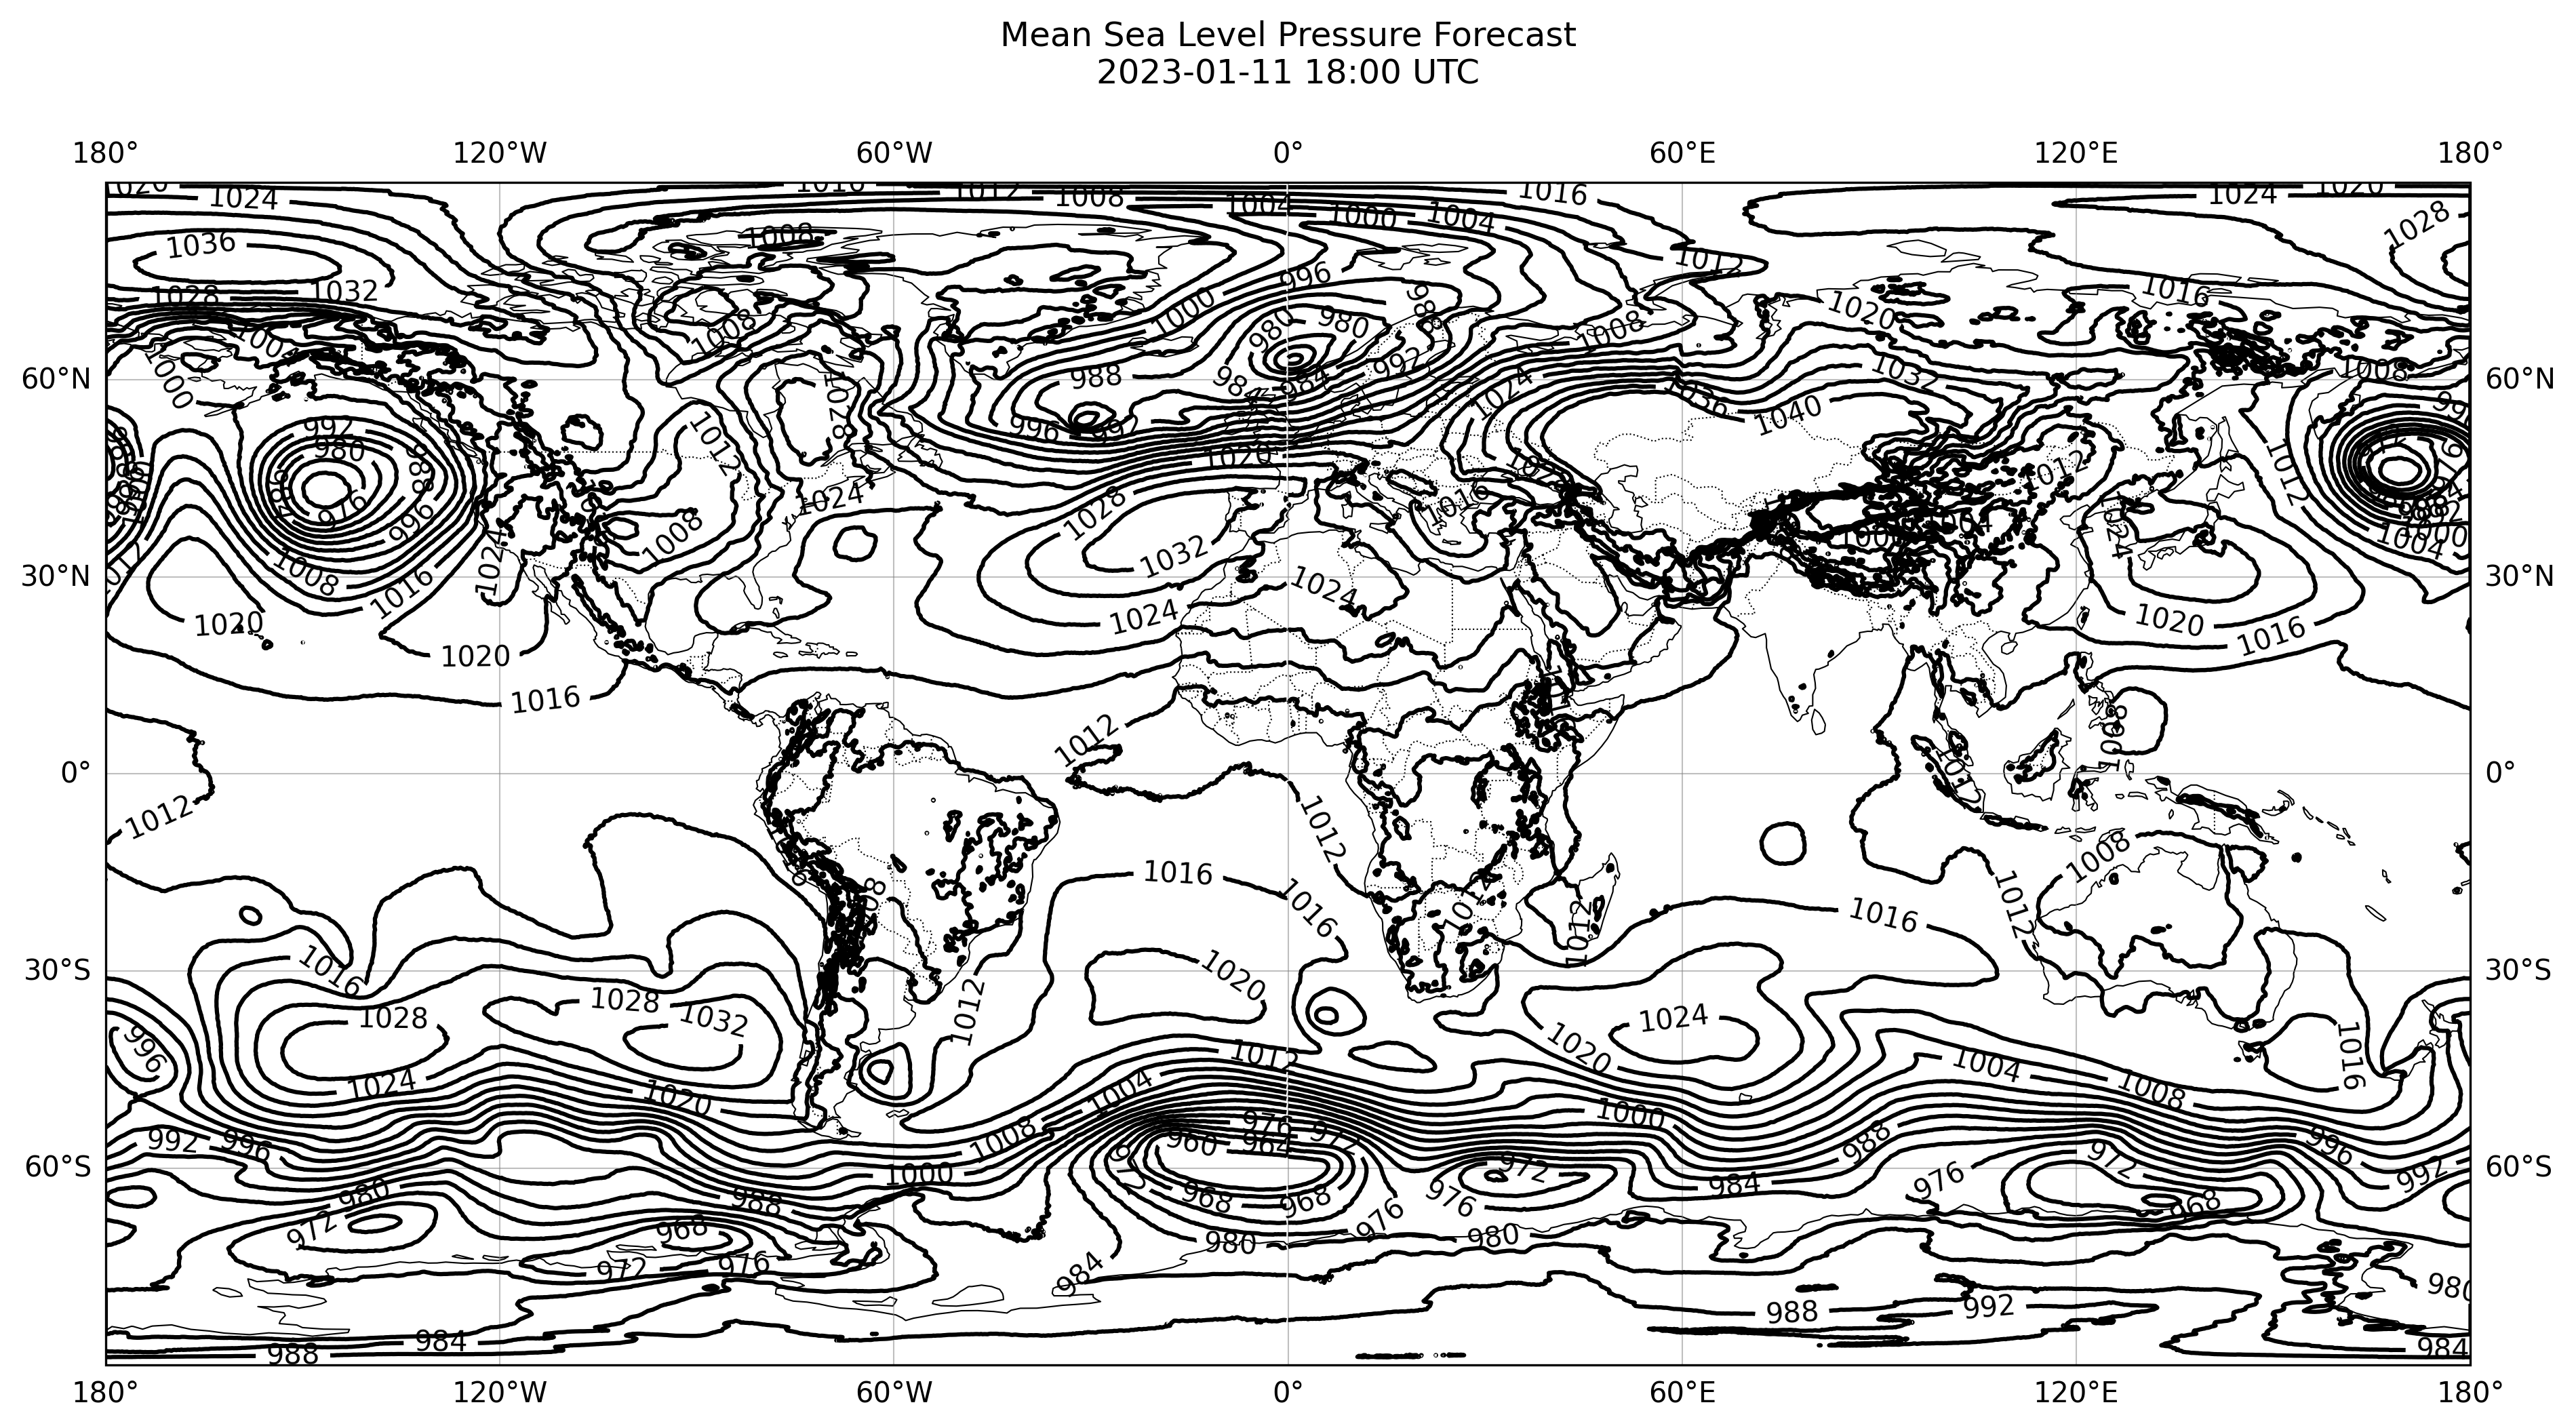 Mean Sea Level Pressure Forecast
2023-01-11 18:00 UTC
180° 120°W 60°W 0° 60°E 120°E 180°
1016 1012 1008 1004 1000 1004 1016 1024 1020
1024
1036 1008 1012 1028
1028 1032 996 1016
1000 980 980 988 1020
1008 1008 1008
60°N 1000 988 984 984 992 1024 1036 1032 1008 60°N
1028 1040
992 1012 996 992 1012
980 1020 1012
976 996 1024 1028 1016
1008 1008 1032 1024 1004
30°N 1016 1024 1024 30°N
1020 1024 1020 1016
1020
1016
1012 1008
0° 1012 0°
1012 1012 1008
1016 1016 1016 1012 1012
1012
30°S 1016 1020 30°S
1028 1028 1032 1012 1024
996 1012 1020 1016
1024 1020 1004 1004 1008
976 1000
992 996 1008 960 964 972 988 996
60°S 1000 972 972 992 60°S
980 988 968 968 976 984 976 968
972 968 980 976 980
972 976 984 988 992
988 984 984
180° 120°W 60°W 0° 60°E 120°E 180°